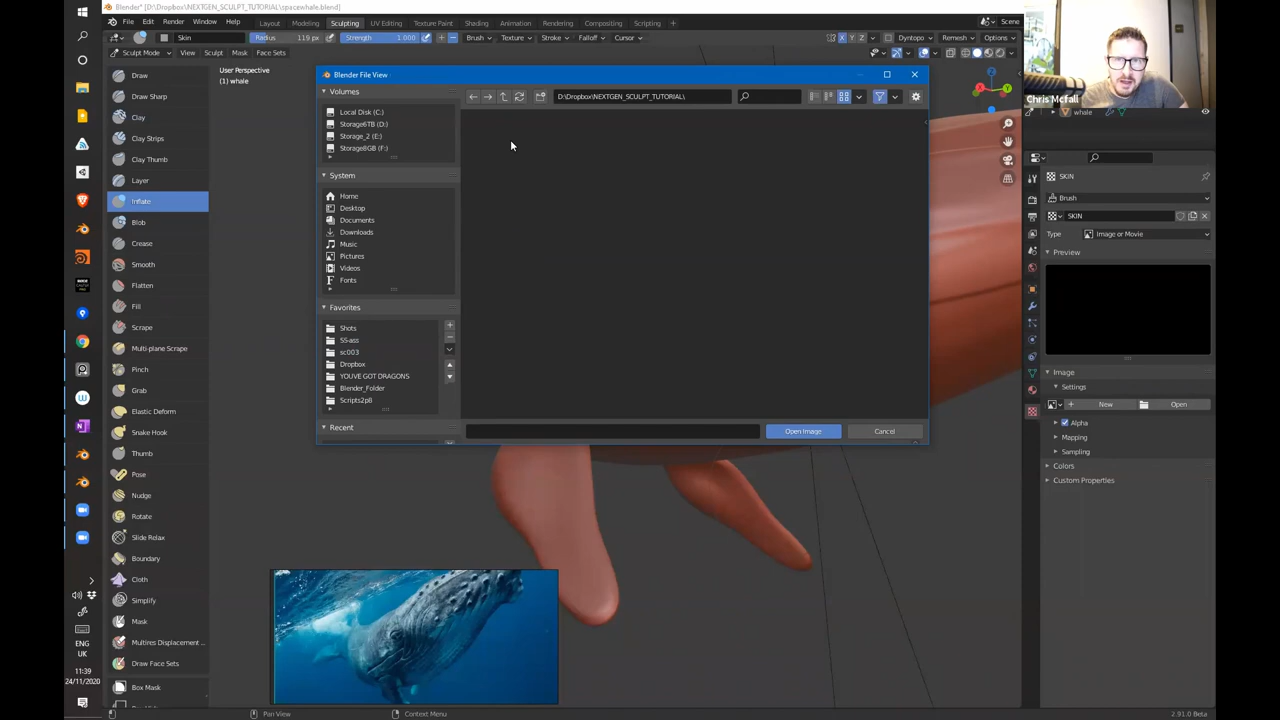 Blender* [D:\Dropbox\NEXTGEN_SCULPT_TUTORIAL\spacewhale.blend]
File Edit Render Window Help Layout Modeling Sculpting UV Editing Texture Paint Shading Animation Rendering Compositing Scripting + Scene
Skin Radius 119 px Strength 1.000 Brush Texture Stroke Falloff Cursor X Y Z Dyntopo Remesh Options
Sculpt Mode View Sculpt Mask Face Sets
User Perspective
(1) whale
Draw
Draw Sharp
Clay
Clay Strips
Clay Thumb
Layer
Inflate
Blob
Crease
Smooth
Flatten
Fill
Scrape
Multi-plane Scrape
Pinch
Grab
Elastic Deform
Snake Hook
Thumb
Pose
Nudge
Rotate
Slide Relax
Boundary
Cloth
Simplify
Mask
Multires Displacement ...
Draw Face Sets
Box Mask
Blender File View
Volumes
Local Disk (C:)
Storage6TB (D:)
Storage_2 (E:)
Storage8GB (F:)
System
Home
Desktop
Documents
Downloads
Music
Pictures
Videos
Fonts
Favorites
Shots
SS-ass
sc003
Dropbox
YOUVE GOT DRAGONS
Blender_Folder
Scripts2p8
Recent
D:\Dropbox\NEXTGEN_SCULPT_TUTORIAL\
Open Image Cancel
Chris McFall
whale
SKIN
Brush
SKIN
Type Image or Movie
Preview
Image
Settings
New Open
Alpha
Mapping
Sampling
Colors
Custom Properties
ENG
UK
11:39
24/11/2020
Pan View Context Menu 2.91.0 Beta